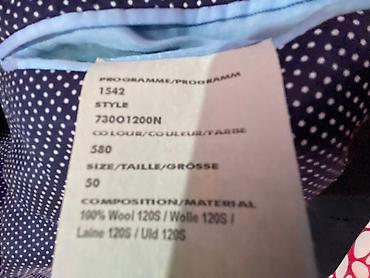 PROGRAMME/PROGRAMM
1542
STYLE
730O1200N
COLOUR/COULEUR/FARBE
580
SIZE/TAILLE/GRÖSSE
50
COMPOSITION/MATERIAL
100% Wool 120S / Wolle 120S /
Laine 120S / Uld 120S